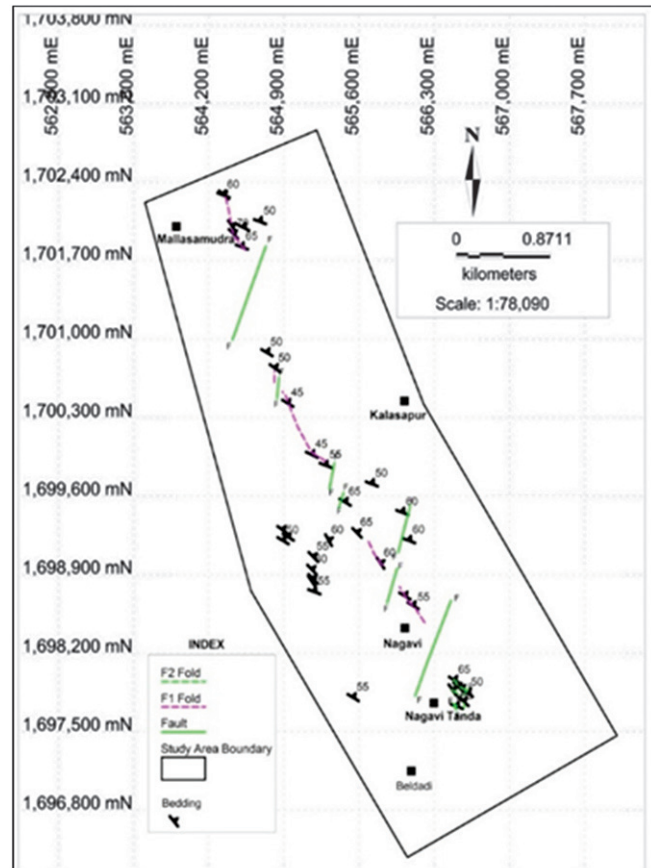 1,703,800 mN
562,800 mE
564,200 mE
564,900 mE
565,600 mE
566,300 mE
567,000 mE
567,700 mE
1,703,100 mN
N
1,702,400 mN
60
50
Mallasamudra
65
1,701,700 mN
F
0 0.8711
kilometers
Scale: 1:78,090
1,701,000 mN
F
50
50
45
F
Kalasapur
1,700,300 mN
45
55
50
1,699,600 mN
65
60
50
60
65
60
55
60
1,698,900 mN
55
55
F
F
Nagavi
1,698,200 mN
INDEX
F2 Fold
F1 Fold
Fault
Study Area Boundary
Bedding
65
50
55
F
Nagavi Tanda
1,697,500 mN
Beldadi
1,696,800 mN